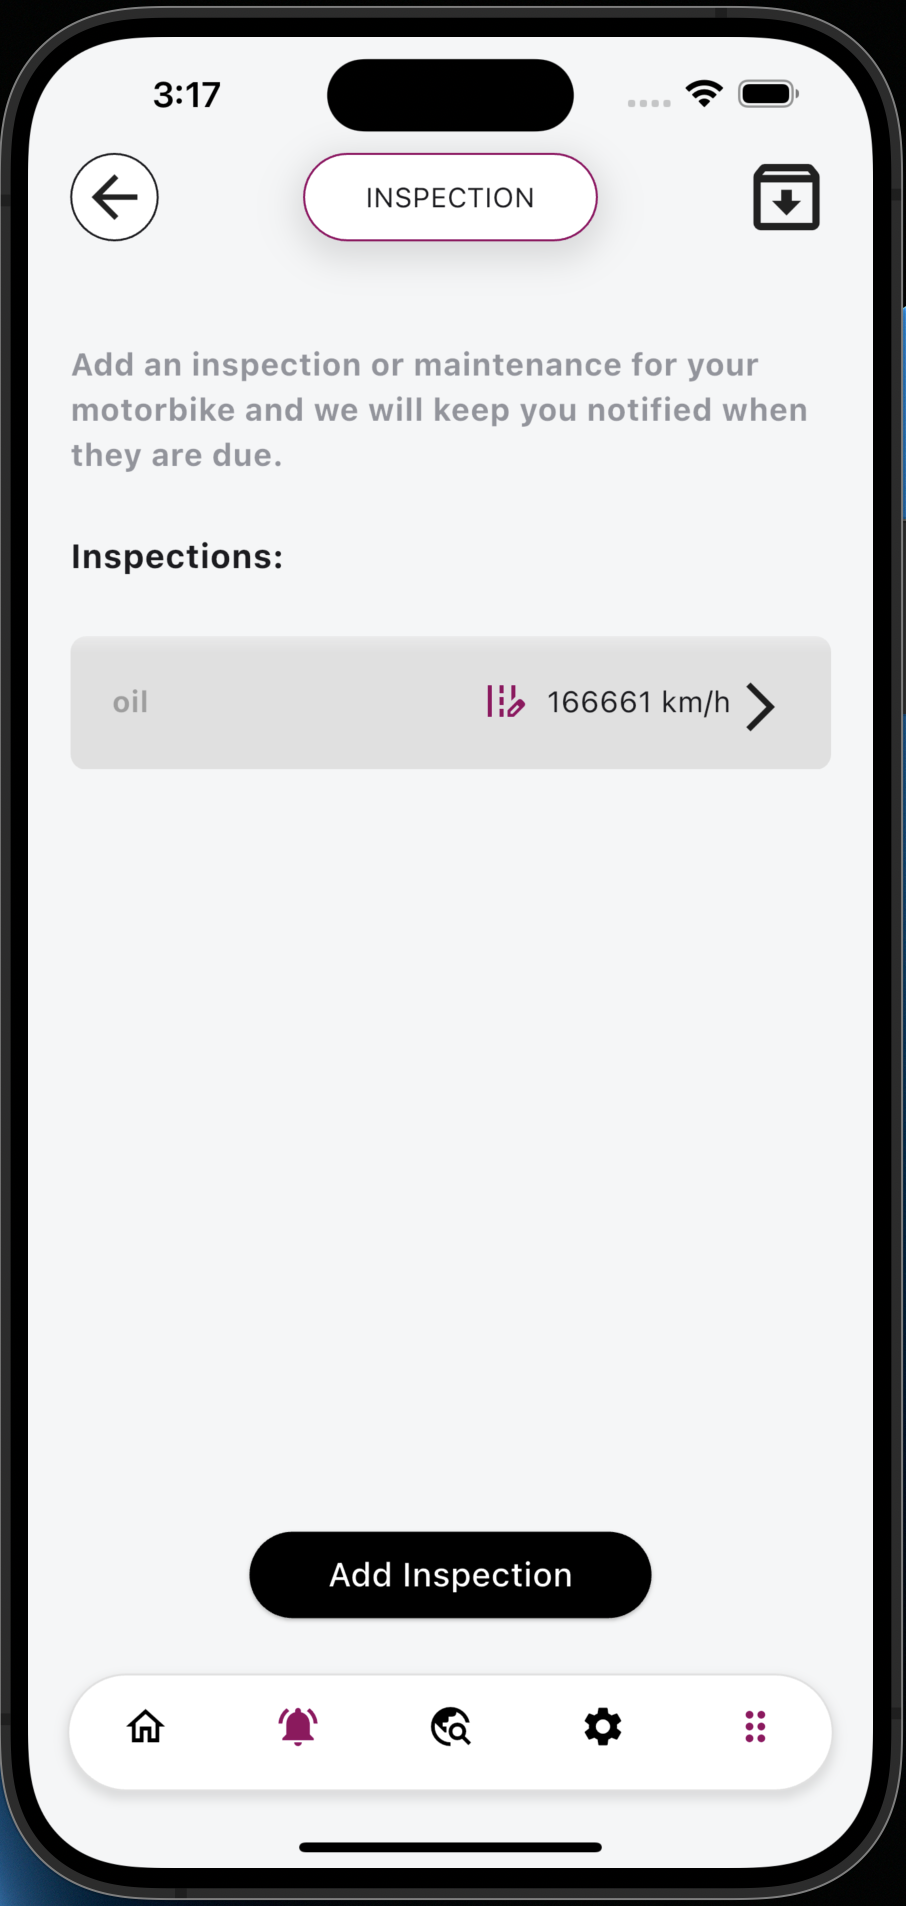 3:17
INSPECTION
Add an inspection or maintenance for your
motorbike and we will keep you notified when
they are due.
Inspections:
oil 166661 km/h
Add Inspection